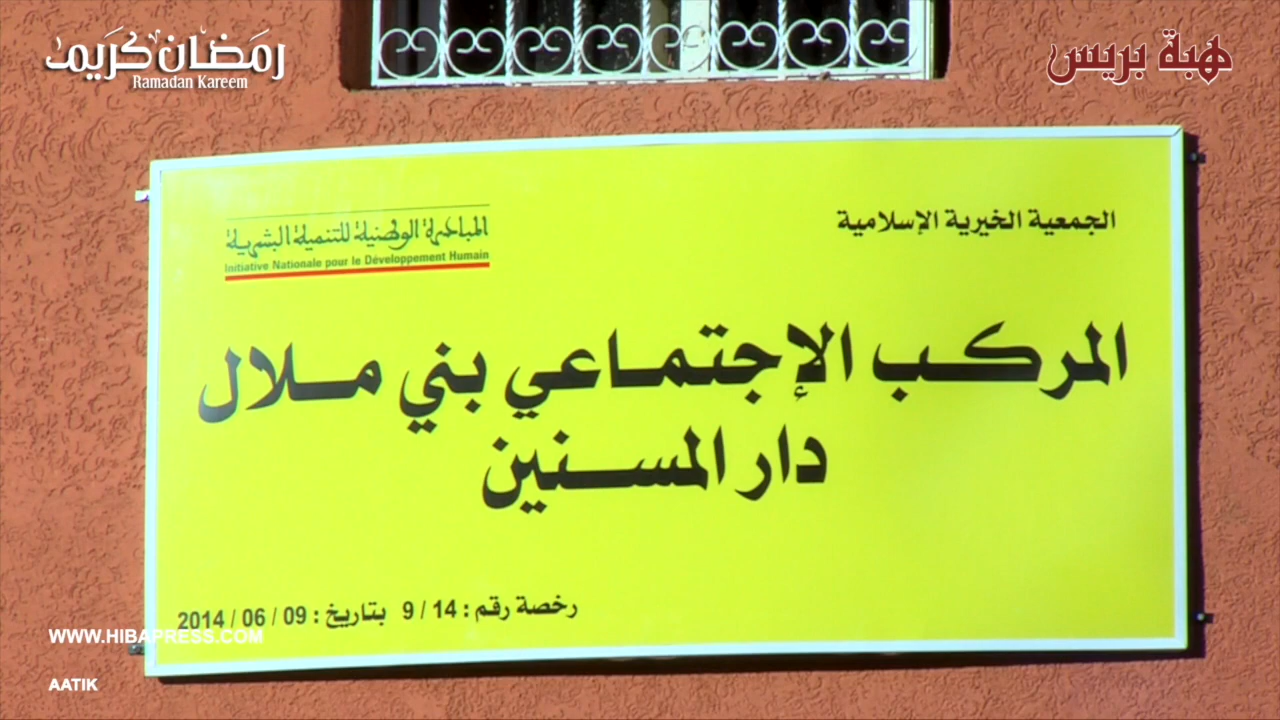 رمضان كريم
Ramadan Kareem
هبة بريس
الجمعية الخيرية الإسلامية
المبادرة الوطنية للتنمية البشرية
Initiative Nationale pour le Développement Humain
المركب الإجتماعي بني ملال
دار المسنين
رخصة رقم : 14 / 9 بتاريخ : 09 / 06 / 2014
WWW.HIBAPRESS.COM
AATIK